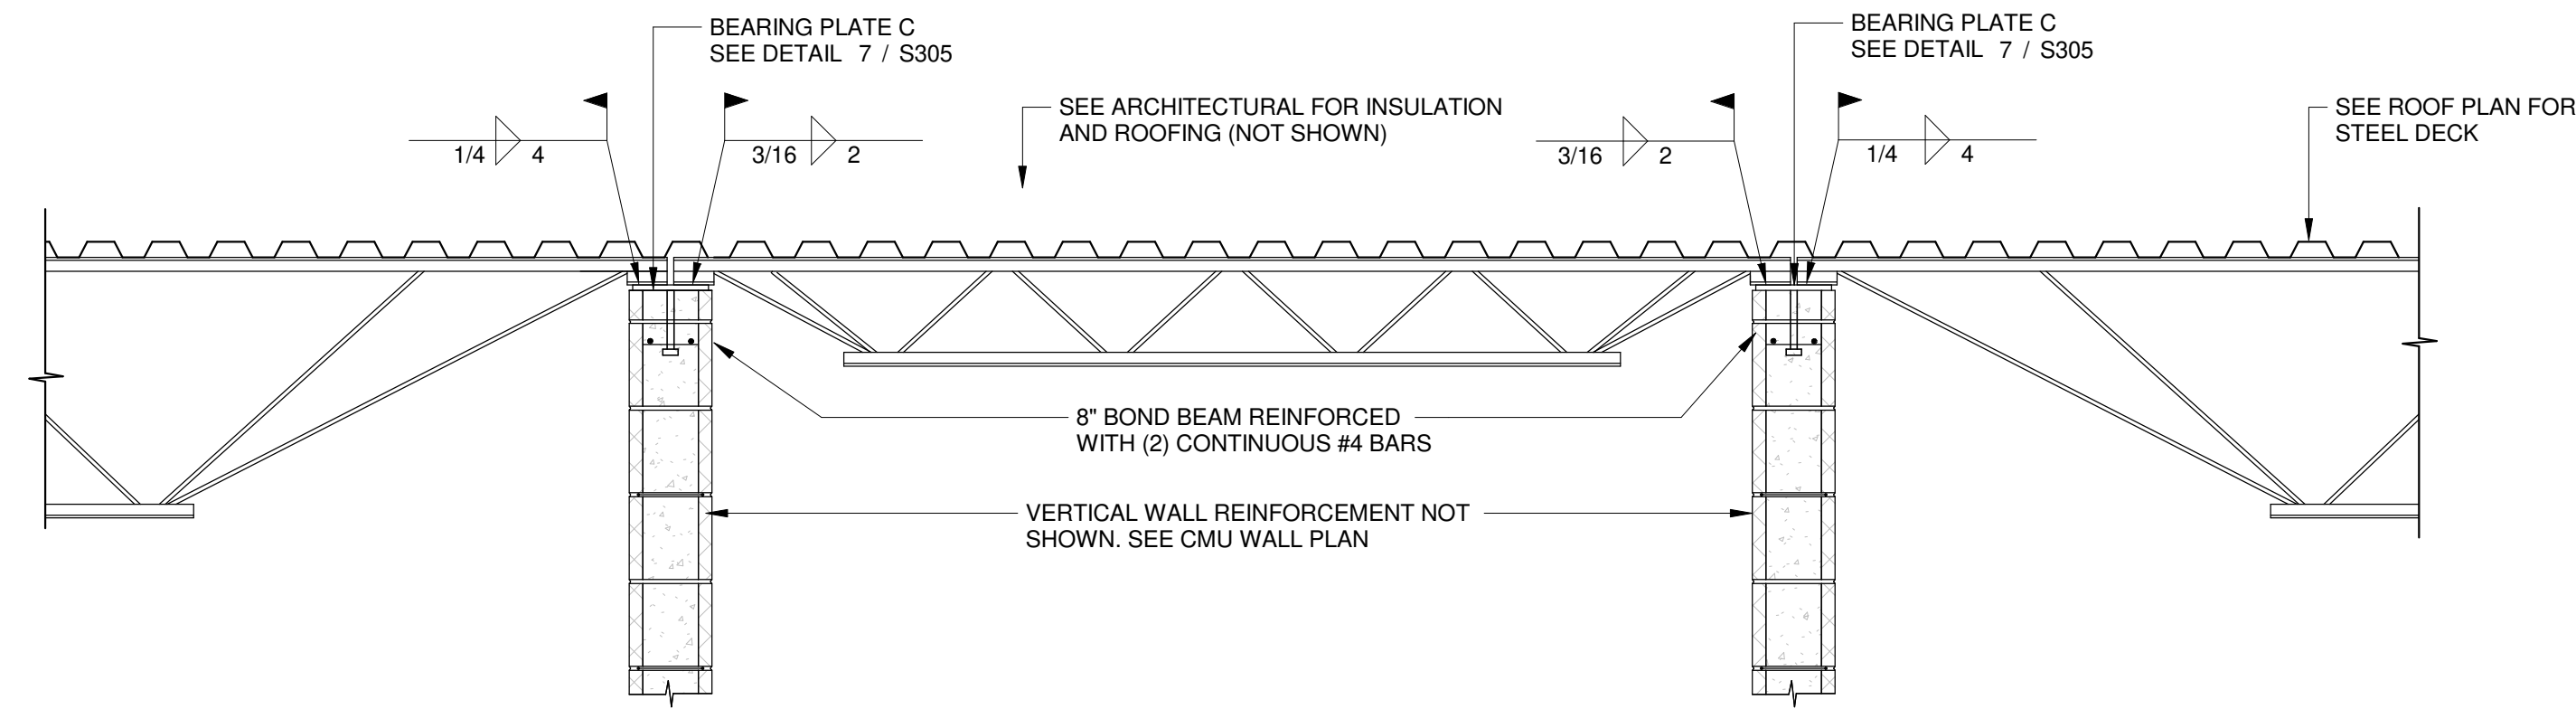 BEARING PLATE C
SEE DETAIL 7 / S305
BEARING PLATE C
SEE DETAIL 7 / S305
SEE ARCHITECTURAL FOR INSULATION
AND ROOFING (NOT SHOWN)
SEE ROOF PLAN FOR
STEEL DECK
1/4 4
3/16 2
3/16 2
1/4 4
8" BOND BEAM REINFORCED
WITH (2) CONTINUOUS #4 BARS
VERTICAL WALL REINFORCEMENT NOT
SHOWN. SEE CMU WALL PLAN